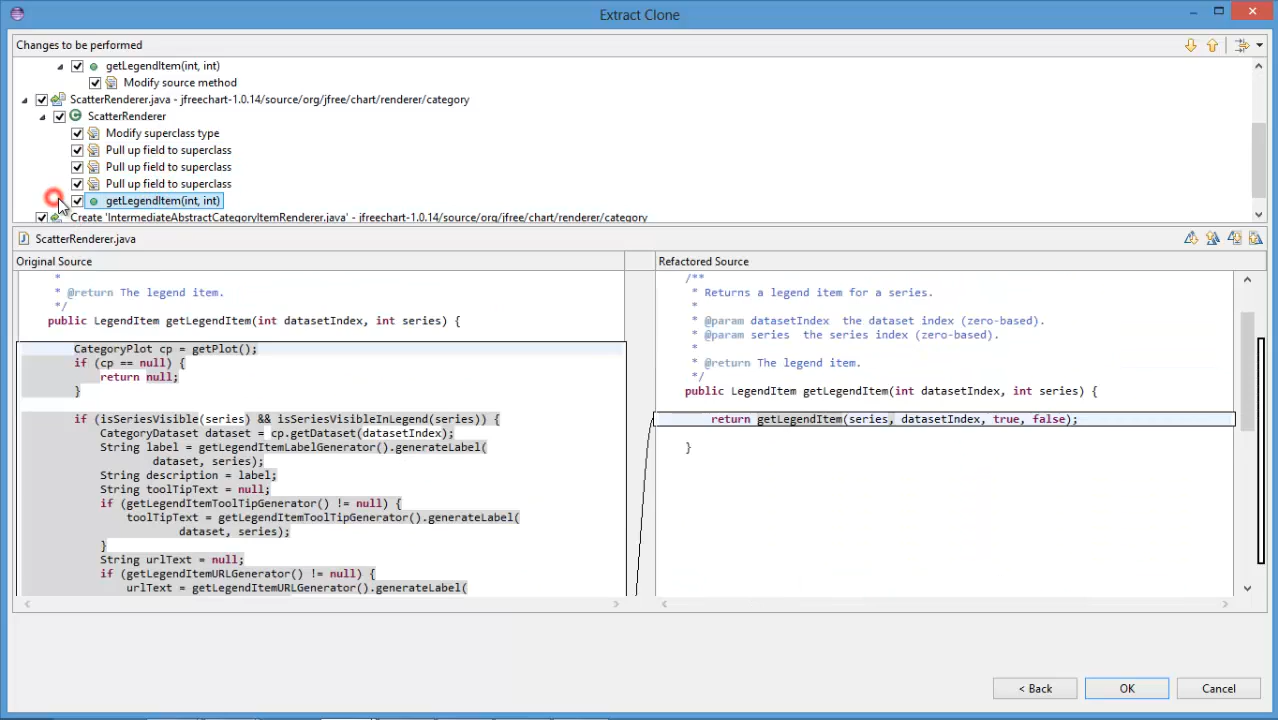 Extract Clone
Changes to be performed
getLegendItem(int, int)
Modify source method
ScatterRenderer.java - jfreechart-1.0.14/source/org/jfree/chart/renderer/category
ScatterRenderer
Modify superclass type
Pull up field to superclass
Pull up field to superclass
Pull up field to superclass
getLegendItem(int, int)
Create 'IntermediateAbstractCategoryItemRenderer.java' - jfreechart-1.0.14/source/org/jfree/chart/renderer/category
ScatterRenderer.java
Original Source
*
* @return The legend item.
*/
public LegendItem getLegendItem(int datasetIndex, int series) {
CategoryPlot cp = getPlot();
if (cp == null) {
return null;
}
if (isSeriesVisible(series) && isSeriesVisibleInLegend(series)) {
CategoryDataset dataset = cp.getDataset(datasetIndex);
String label = getLegendItemLabelGenerator().generateLabel(
dataset, series);
String description = label;
String toolTipText = null;
if (getLegendItemToolTipGenerator() != null) {
toolTipText = getLegendItemToolTipGenerator().generateLabel(
dataset, series);
}
String urlText = null;
if (getLegendItemURLGenerator() != null) {
urlText = getLegendItemURLGenerator().generateLabel(
Refactored Source
/**
* Returns a legend item for a series.
*
* @param datasetIndex  the dataset index (zero-based).
* @param series  the series index (zero-based).
*
* @return The legend item.
*/
public LegendItem getLegendItem(int datasetIndex, int series) {
return getLegendItem(series, datasetIndex, true, false);
}
< Back
OK
Cancel